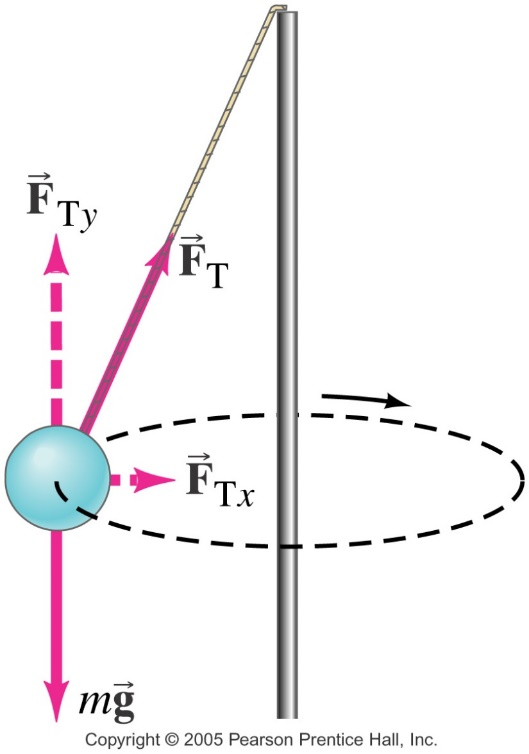 F⃗Ty
F⃗T
F⃗Tx
mg⃗
Copyright © 2005 Pearson Prentice Hall, Inc.